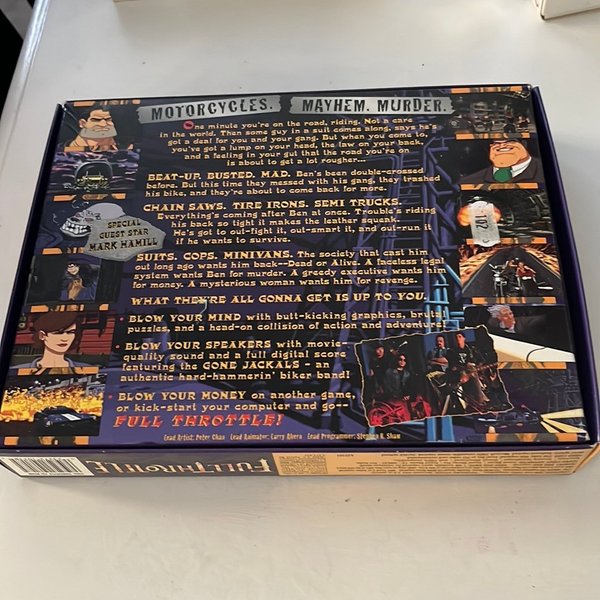 MOTORCYCLES. MAYHEM. MURDER.
One minute you're on the road, riding. Not a care
in the world. Then some guy in a suit comes along, says he's
got a deal for you and your gang. But when you come to,
you've got a lump on your head, the law on your back,
and a feeling in your gut that the road you're on
is about to get a lot rougher...
BEAT-UP. BUSTED. MAD. Ben's been double-crossed
before. But this time they messed with his gang, they trashed
his bike, and they're about to come back for more.
CHAIN SAWS. TIRE IRONS. SEMI TRUCKS.
Everything's coming after Ben at once. Trouble's riding
his back so tight it makes the leather squeak.
He's got to out-fight it, out-smart it, and out-run it
if he wants to survive.
SPECIAL
GUEST STAR
MARK HAMILL
102
SUITS. COPS. MINIVANS. The society that cast him
out long ago wants him back--Dead or Alive. A faceless legal
system wants Ben for murder. A greedy executive wants him
for money. A mysterious woman wants him for revenge.
WHAT THEY'RE ALL GONNA GET IS UP TO YOU.
• BLOW YOUR MIND with butt-kicking graphics, brutal
puzzles, and a head-on collision of action and adventure!
• BLOW YOUR SPEAKERS with movie-
quality sound and a full digital score
featuring the GONE JACKALS - an
authentic hard-hammerin' biker band!
• BLOW YOUR MONEY on another game,
or kick-start your computer and go--
FULL THROTTLE!
Lead Artist: Peter Chan Lead Animator: Larry Ahern Lead Programmer: Stephen R. Shaw
FULL THROTTLE